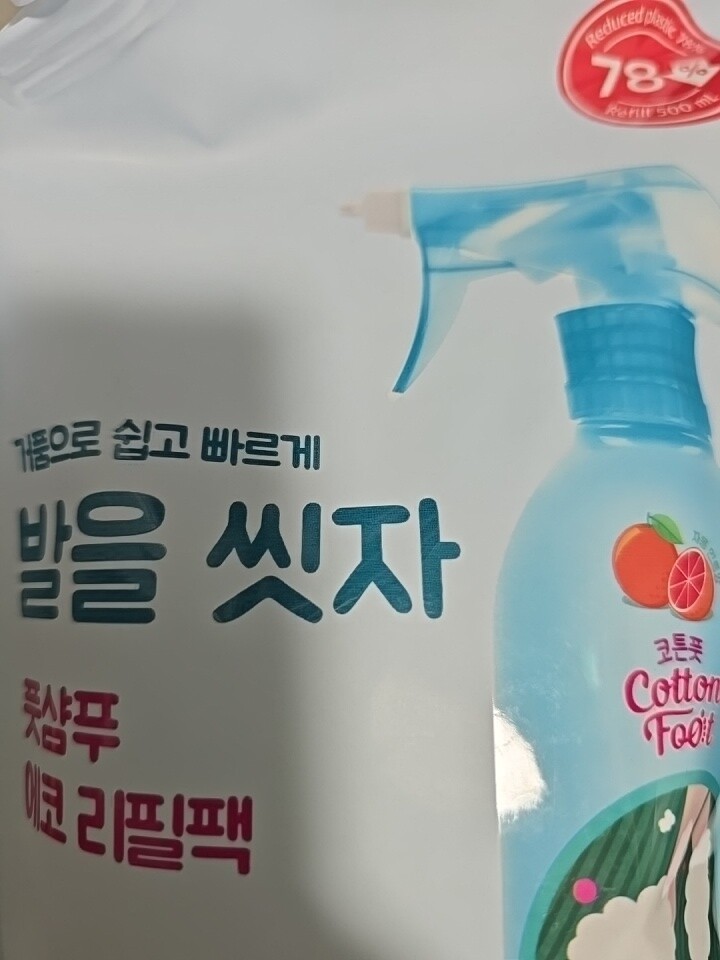 Reduced plastic 78%
78%
500 mL
거품으로 쉽고 빠르게
발을 씻자
풋샴푸
에코 리필팩
코튼풋
Cotton
Foot